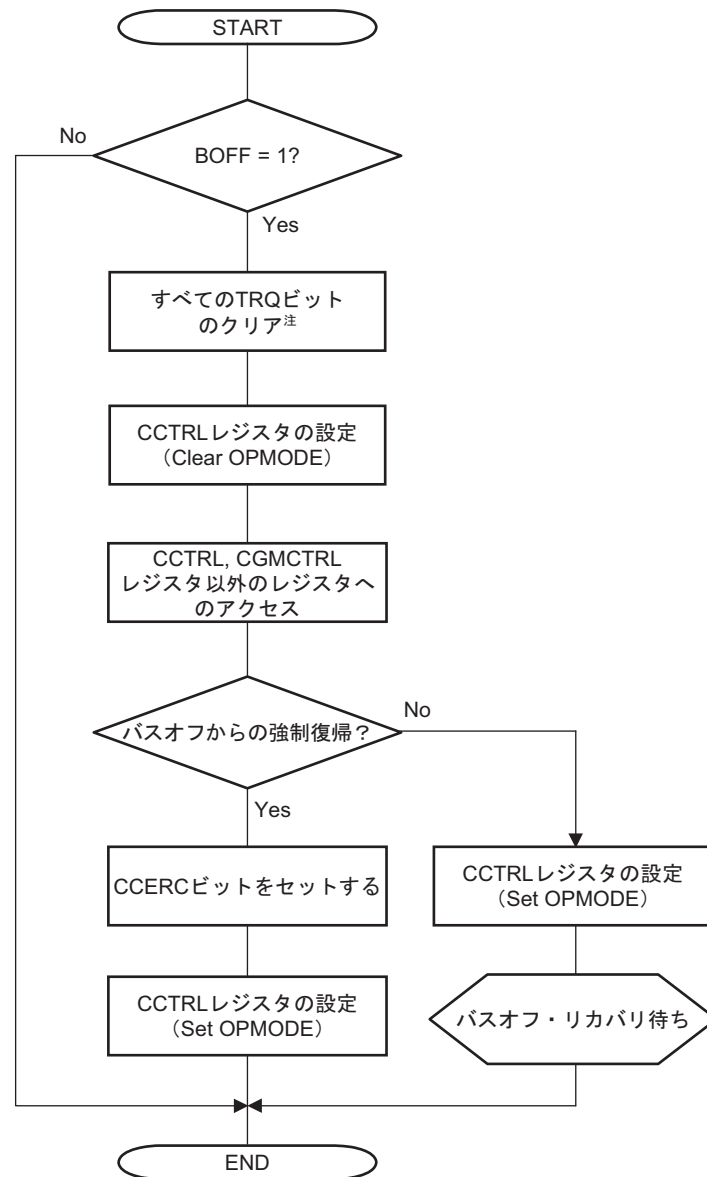 START
No
BOFF = 1?
Yes
すべてのTRQビット
のクリア注
CCTRLレジスタの設定
（Clear OPMODE）
CCTRL, CGMCTRL
レジスタ以外のレジスタへ
のアクセス
No
バスオフからの強制復帰？
Yes
CCERCビットをセットする
CCTRLレジスタの設定
（Set OPMODE）
CCTRLレジスタの設定
（Set OPMODE）
バスオフ・リカバリ待ち
END